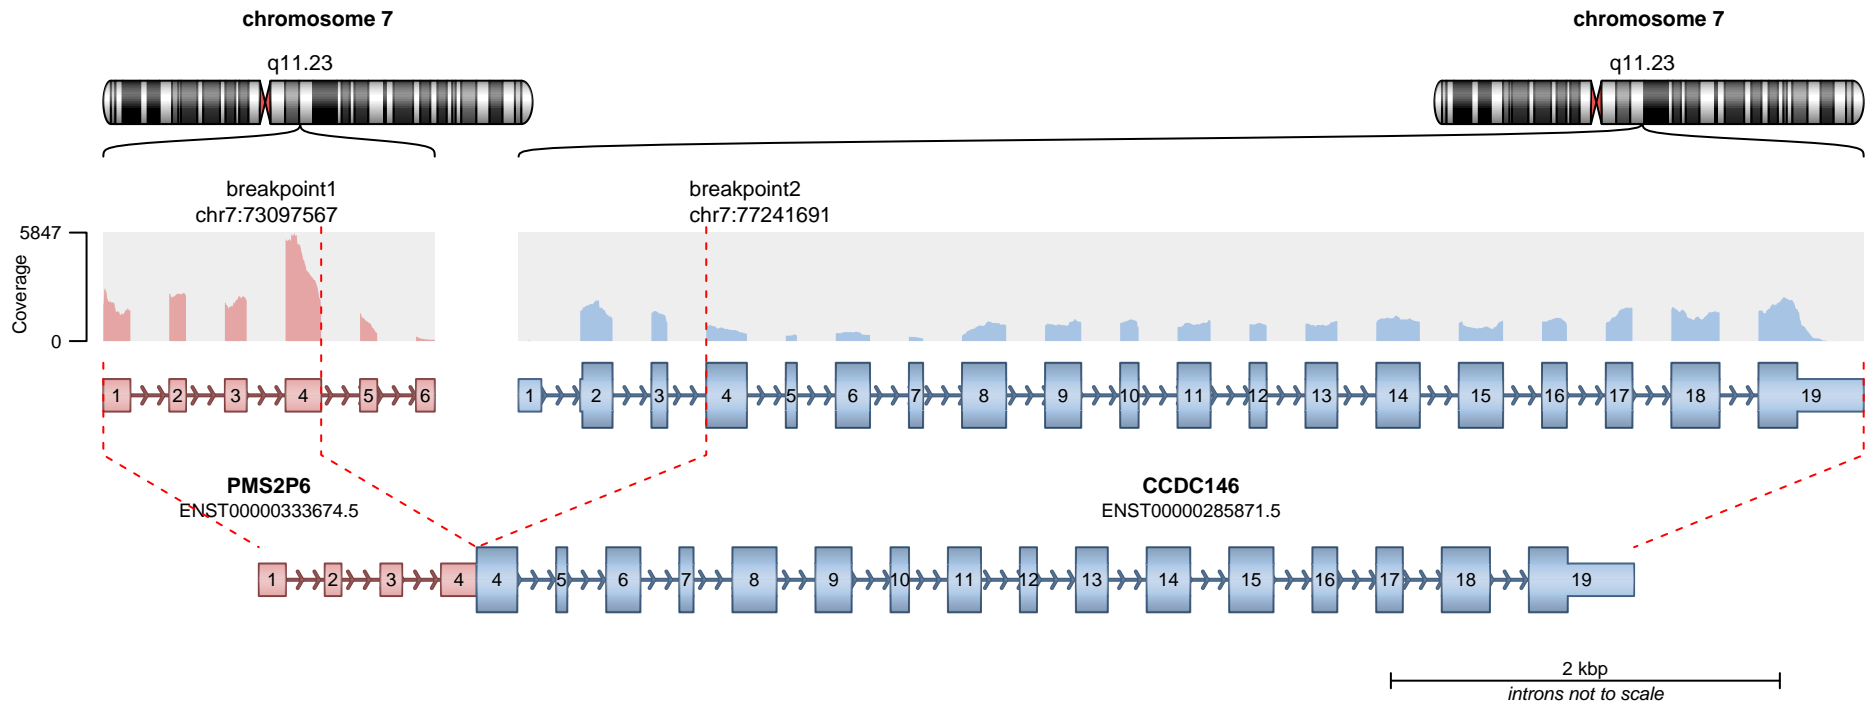 chromosome 7
chromosome 7
q11.23
q11.23
breakpoint1
chr7:73097567
breakpoint2
chr7:77241691
5847
Coverage
0
1 2 3 4 5 6
1 2 3 4 5 6 7 8 9 10 11 12 13 14 15 16 17 18 19
PMS2P6
ENST00000333674.5
CCDC146
ENST00000285871.5
1 2 3 4 4 5 6 7 8 9 10 11 12 13 14 15 16 17 18 19
2 kbp
introns not to scale